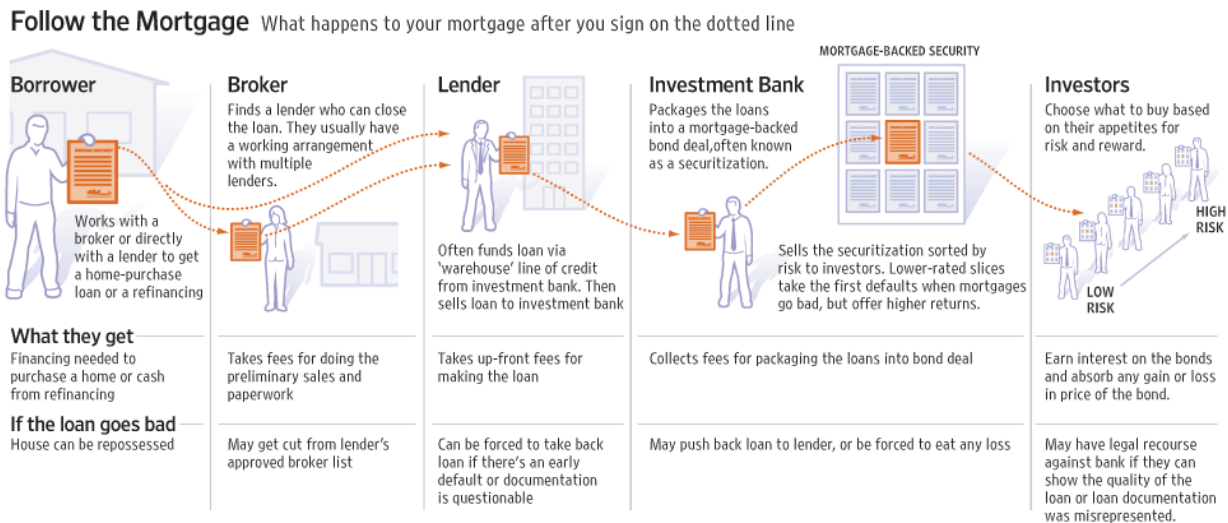 Follow the Mortgage What happens to your mortgage after you sign on the dotted line
Borrower
Works with a
broker or directly
with a lender to get
a home-purchase
loan or a refinancing
Broker
Finds a lender who can close
the loan. They usually have
a working arrangement
with multiple
lenders.
Lender
Often funds loan via
'warehouse' line of credit
from investment bank. Then
sells loan to investment bank
Investment Bank
Packages the loans
into a mortgage-backed
bond deal,often known
as a securitization.
MORTGAGE-BACKED SECURITY
Sells the securitization sorted by
risk to investors. Lower-rated slices
take the first defaults when mortgages
go bad, but offer higher returns.
Investors
Choose what to buy based
on their appetites for
risk and reward.
HIGH
RISK
LOW
RISK
What they get
Financing needed to
purchase a home or cash
from refinancing
Takes fees for doing the
preliminary sales and
paperwork
Takes up-front fees for
making the loan
Collects fees for packaging the loans into bond deal
Earn interest on the bonds
and absorb any gain or loss
in price of the bond.
If the loan goes bad
House can be repossessed
May get cut from lender's
approved broker list
Can be forced to take back
loan if there's an early
default or documentation
is questionable
May push back loan to lender, or be forced to eat any loss
May have legal recourse
against bank if they can
show the quality of the
loan or loan documentation
was misrepresented.